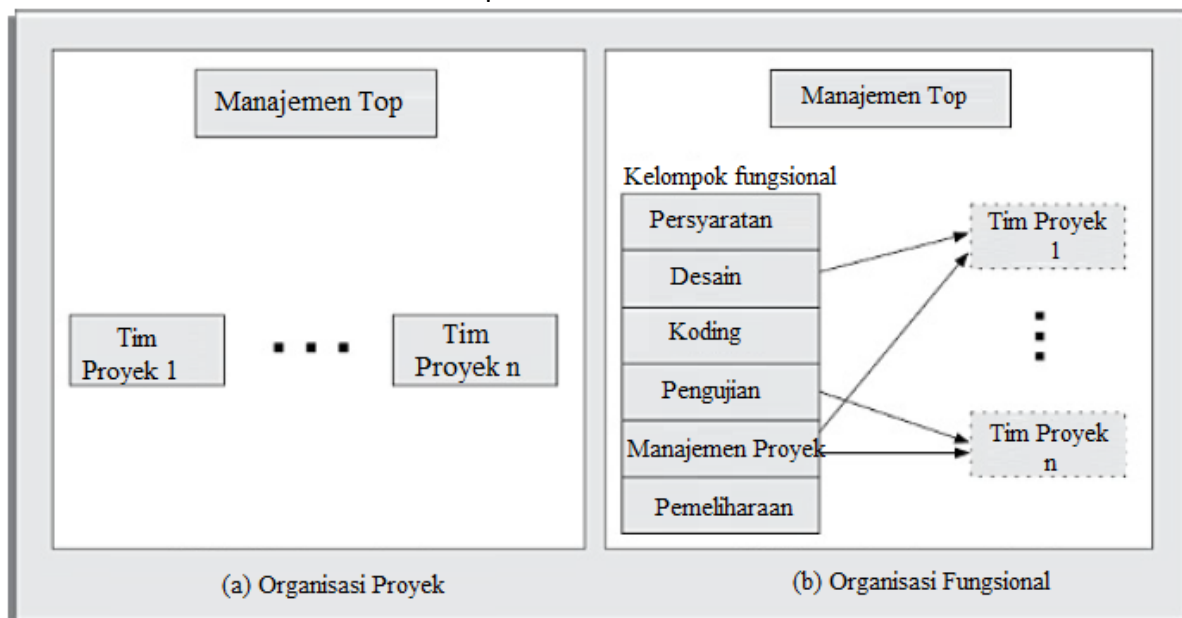 Manajemen Top
Tim
Proyek 1
Tim
Proyek n
(a) Organisasi Proyek
Manajemen Top
Kelompok fungsional
Persyaratan
Desain
Koding
Pengujian
Manajemen Proyek
Pemeliharaan
Tim Proyek
1
Tim Proyek
n
(b) Organisasi Fungsional